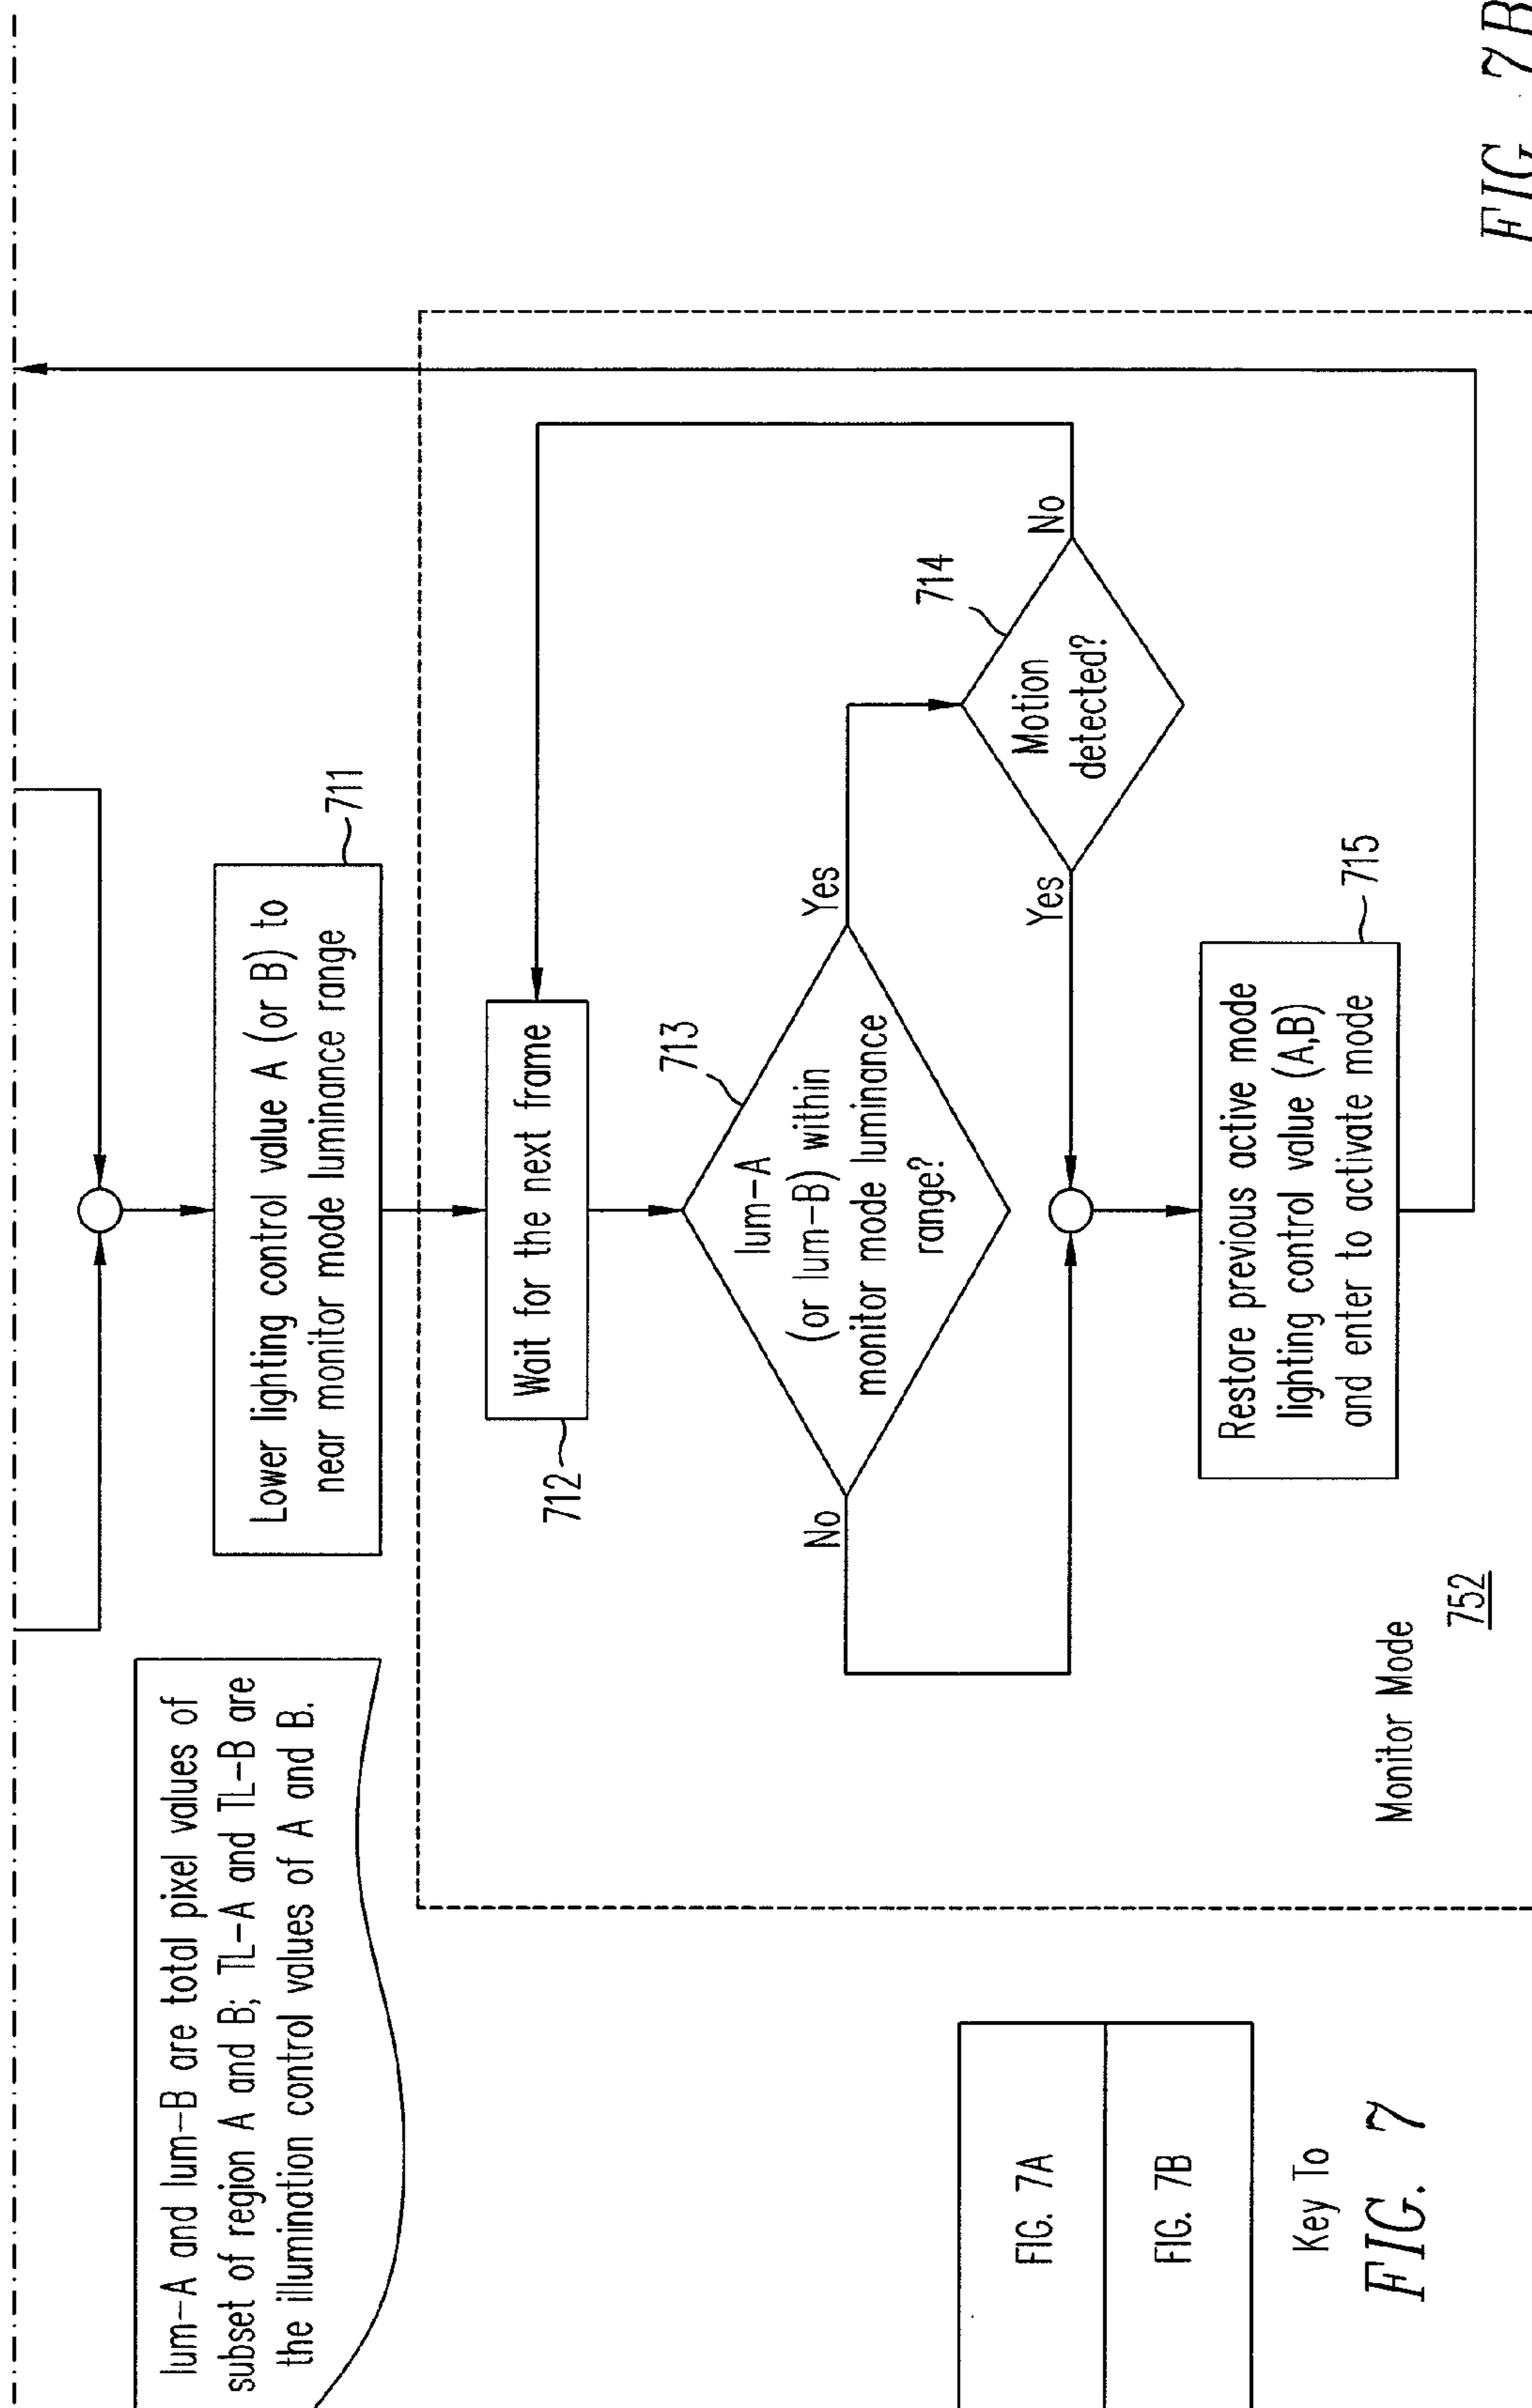 lum-A and lum-B are total pixel values of
subset of region A and B; TL-A and TL-B are
the illumination control values of A and B.
Lower lighting control value A (or B) to
near monitor mode luminance range
711
Wait for the next frame
712
lum-A
(or lum-B) within
monitor mode luminance
range?
713
Yes
No
Motion
detected?
714
No
Yes
Restore previous active mode
lighting control value (A,B)
and enter to activate mode
715
Monitor Mode
752
FIG. 7A
FIG. 7B
Key To
FIG. 7
FIG. 7B